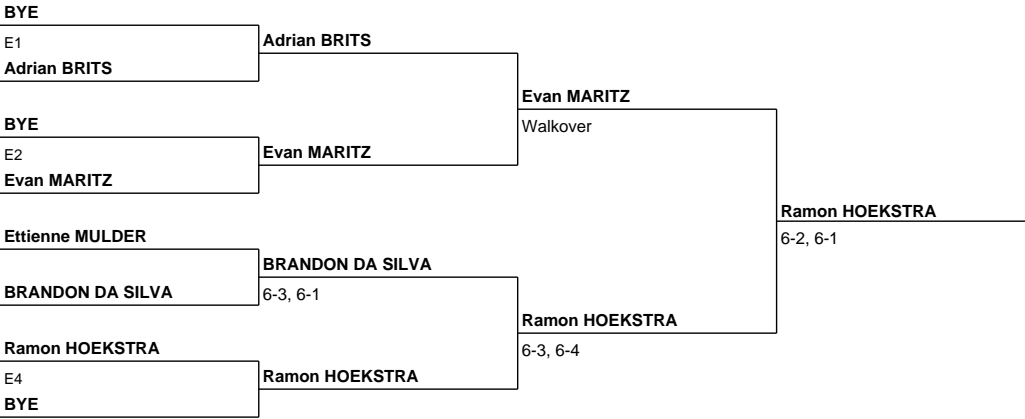 BYE
E1
Adrian BRITS
BYE
E2
Evan MARITZ
Ettienne MULDER
BRANDON DA SILVA
Ramon HOEKSTRA
E4
BYE
Adrian BRITS
Evan MARITZ
BRANDON DA SILVA
6-3, 6-1
Ramon HOEKSTRA
Evan MARITZ
Walkover
Ramon HOEKSTRA
6-3, 6-4
Ramon HOEKSTRA
6-2, 6-1